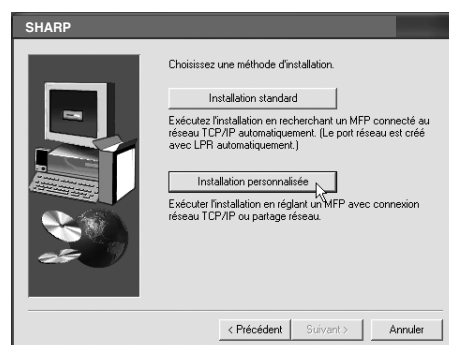 SHARP
Choisissez une méthode d'installation.
Installation standard
Exécutez l'installation en recherchant un MFP connecté au
réseau TCP/IP automatiquement. (Le port réseau est créé
avec LPR automatiquement.)
Installation personnalisée
Exécuter l'installation en réglant un MFP avec connexion
réseau TCP/IP ou partage réseau.
< Précédent Suivant > Annuler